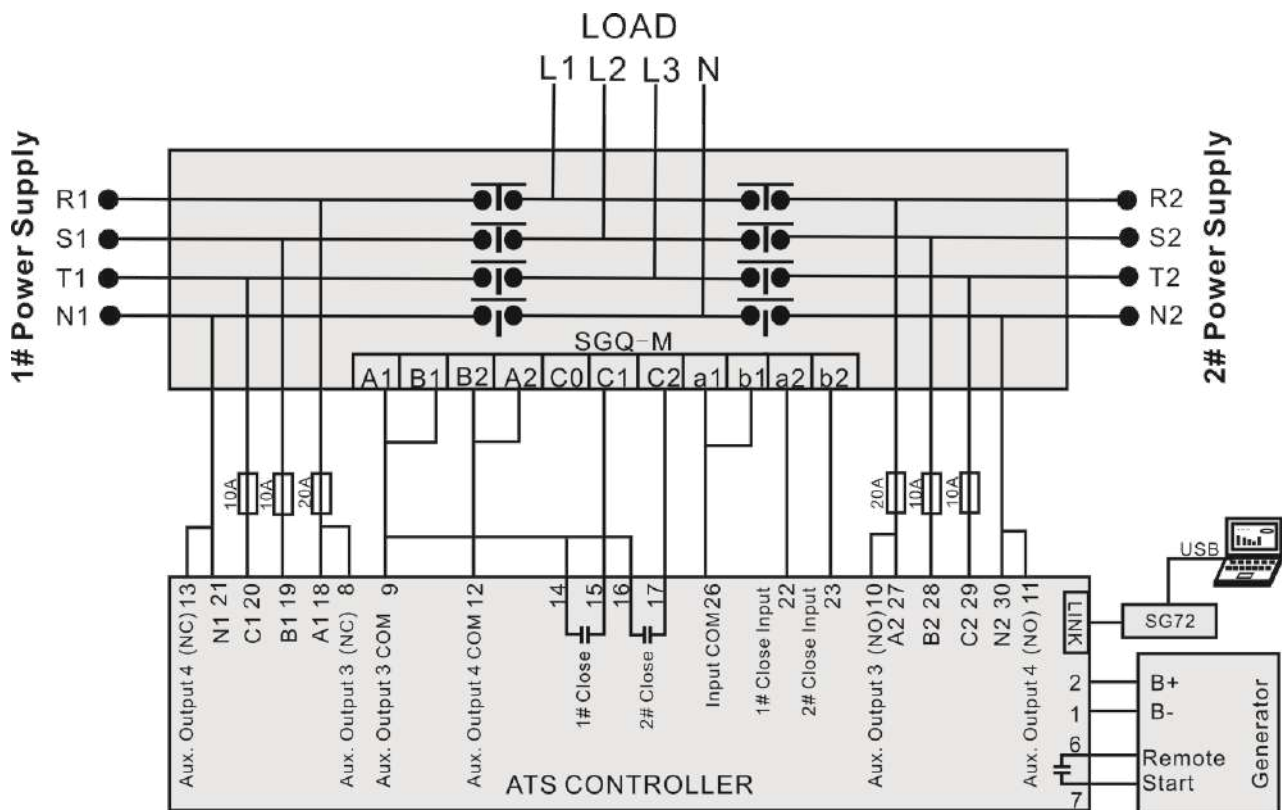 LOAD
L1 L2 L3 N
1# Power Supply
R1
S1
T1
N1
2# Power Supply
R2
S2
T2
N2
SGQ-M
A1 B1 B2 A2 C0 C1 C2 a1 b1 a2 b2
10A
10A
20A
20A
10A
10A
Aux. Output 4 (NC) 13
N1 21
C1 20
B1 19
A1 18
Aux. Output 3 (NC) 8
Aux. Output 3 COM 9
Aux. Output 4 COM 12
14
15
1# Close
16
17
2# Close
Input COM 26
1# Close Input 22
2# Close Input 23
Aux. Output 3 (NO) 10
A2 27
B2 28
C2 29
N2 30
Aux. Output 4 (NO) 11
LINK
USB
SG72
2
1
6
7
B+
B-
Remote
Start
Generator
ATS CONTROLLER